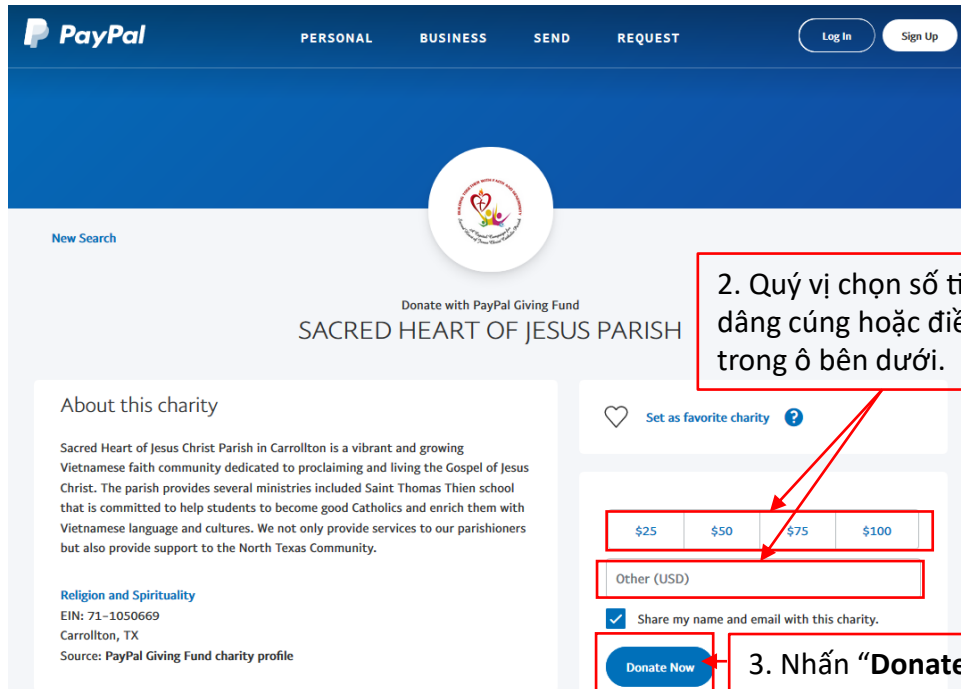 PayPal
PERSONAL BUSINESS SEND REQUEST
Log In Sign Up
New Search
Donate with PayPal Giving Fund
SACRED HEART OF JESUS PARISH
2. Quý vị chọn số
dâng cúng hoặc
trong ô bên dưới.
About this charity
Sacred Heart of Jesus Christ Parish in Carrollton is a vibrant and growing
Vietnamese faith community dedicated to proclaiming and living the Gospel of Jesus
Christ. The parish provides several ministries included Saint Thomas Thien school
that is committed to help students to become good Catholics and enrich them with
Vietnamese language and cultures. We not only provide services to our parishioners
but also provide support to the North Texas Community.
Religion and Spirituality
EIN: 71-1050669
Carrollton, TX
Source: PayPal Giving Fund charity profile
Set as favorite charity ?
$25 $50 $75 $100
Other (USD)
Share my name and email with this charity.
Donate Now
3. Nhấn “Donate